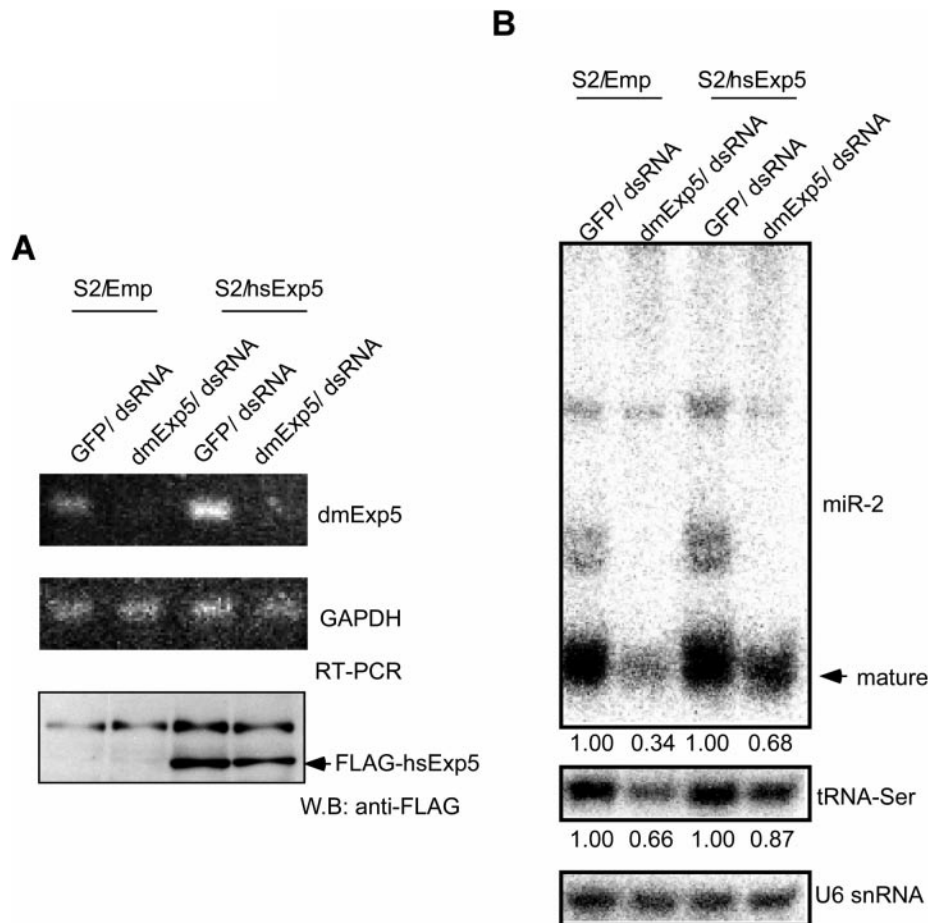 A
S2/Emp S2/hsExp5
GFP/ dsRNA
dmExp5/ dsRNA
GFP/ dsRNA
dmExp5/ dsRNA
dmExp5
GAPDH
RT-PCR
FLAG-hsExp5
W.B: anti-FLAG
B
S2/Emp S2/hsExp5
GFP/ dsRNA
dmExp5/ dsRNA
GFP/ dsRNA
dmExp5/ dsRNA
miR-2
mature
1.00 0.34 1.00 0.68
tRNA-Ser
1.00 0.66 1.00 0.87
U6 snRNA